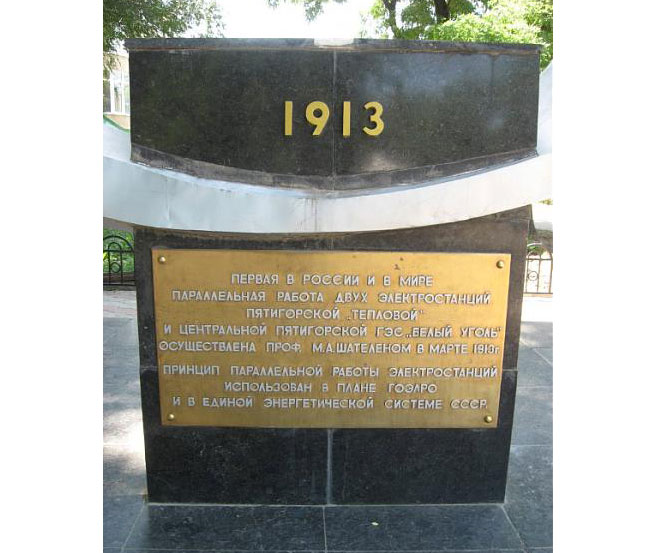 1913
ПЕРВАЯ В РОССИИ И В МИРЕ
ПАРАЛЛЕЛЬНАЯ РАБОТА ДВУХ ЭЛЕКТРОСТАНЦИЙ
ПЯТИГОРСКОЙ „ТЕПЛОВОЙ"
И ЦЕНТРАЛЬНОЙ ПЯТИГОРСКОЙ ГЭС „БЕЛЫЙ УГОЛЬ"
ОСУЩЕСТВЛЕНА ПРОФ. М.А.ШАТЕЛЕНОМ В МАРТЕ 1913г
ПРИНЦИП ПАРАЛЛЕЛЬНОЙ РАБОТЫ ЭЛЕКТРОСТАНЦИЙ
ИСПОЛЬЗОВАН В ПЛАНЕ ГОЭЛРО
И В ЕДИНОЙ ЭНЕРГЕТИЧЕСКОЙ СИСТЕМЕ СССР.